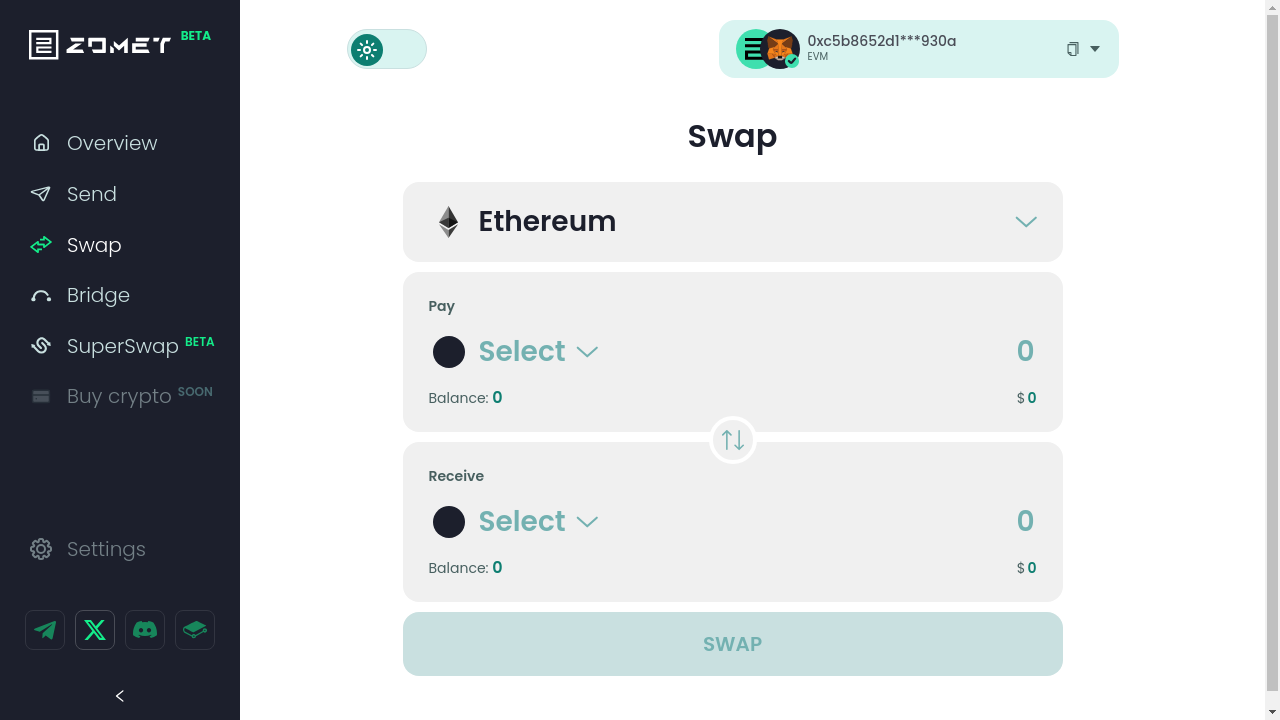 ZOMET BETA
Overview
Send
Swap
Bridge
SuperSwap BETA
Buy crypto SOON
Settings
0xc5b8652d1***930a
EVM
Swap
Ethereum
Pay
Select 0
Balance: 0 $ 0
Receive
Select 0
Balance: 0 $ 0
SWAP